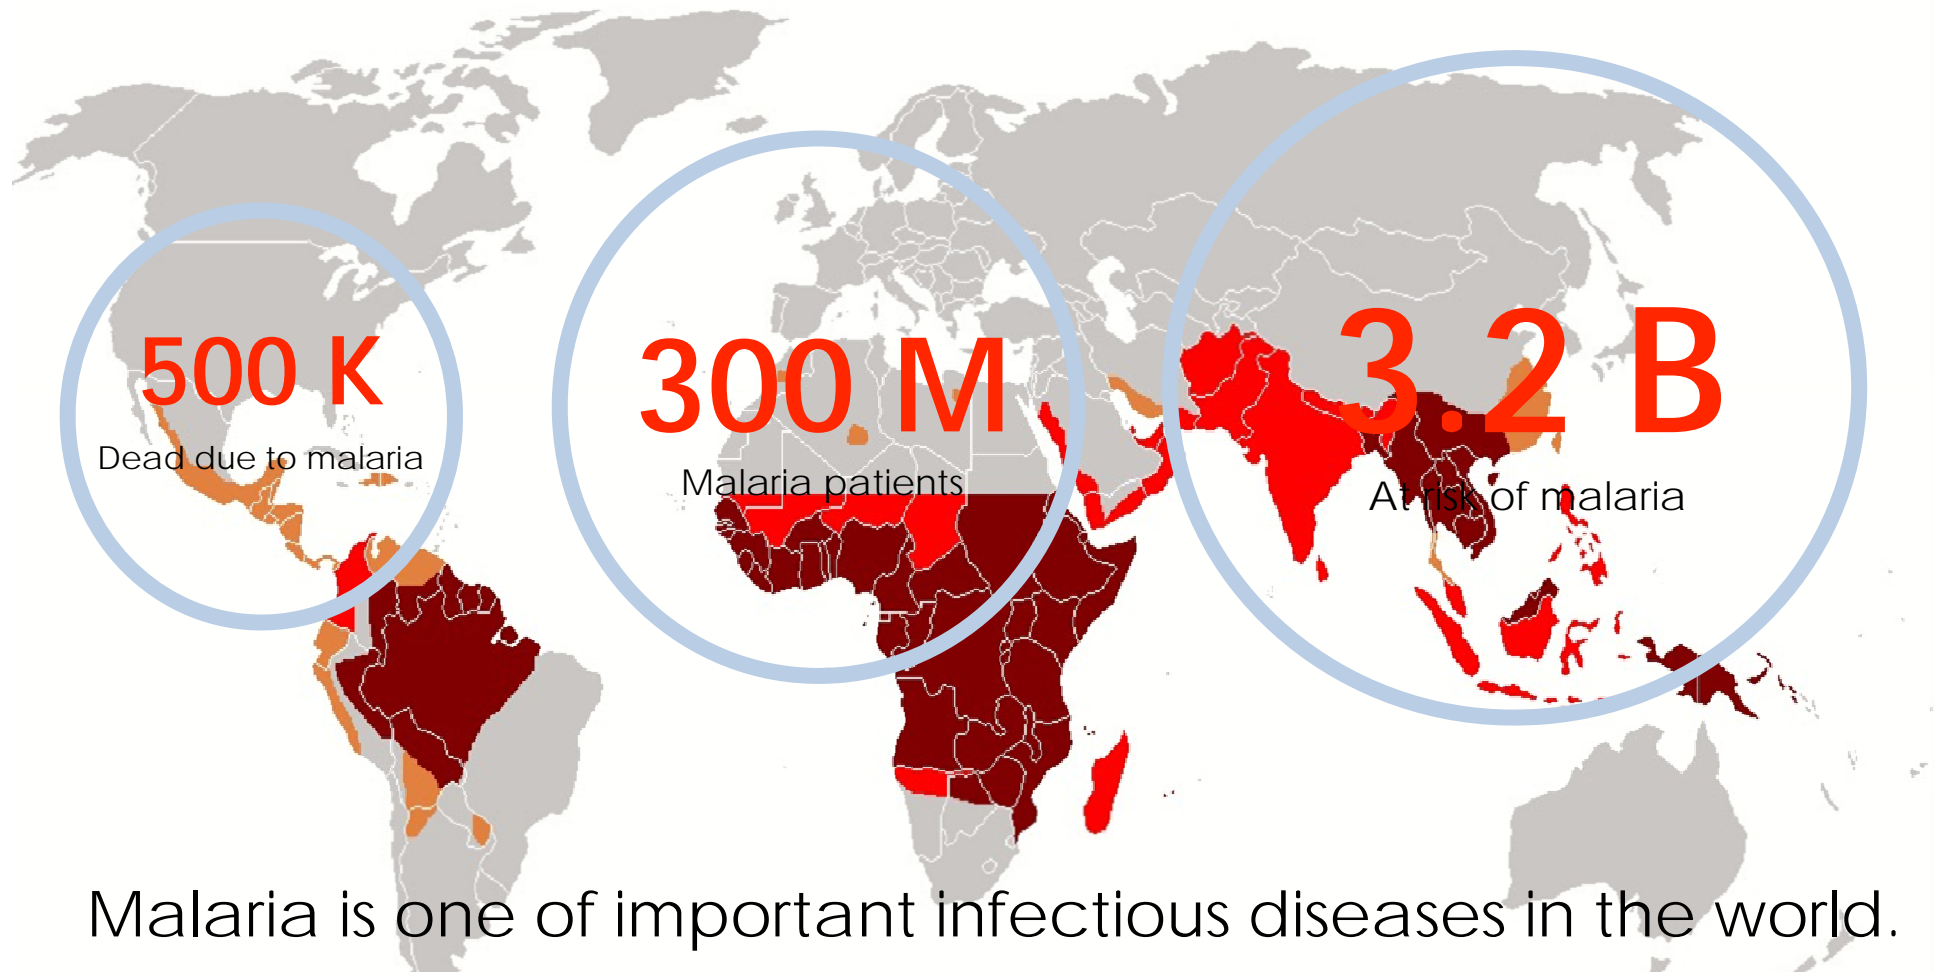 500 K
Dead due to malaria
300 M
Malaria patients
3.2 B
At risk of malaria
Malaria is one of important infectious diseases in the world.